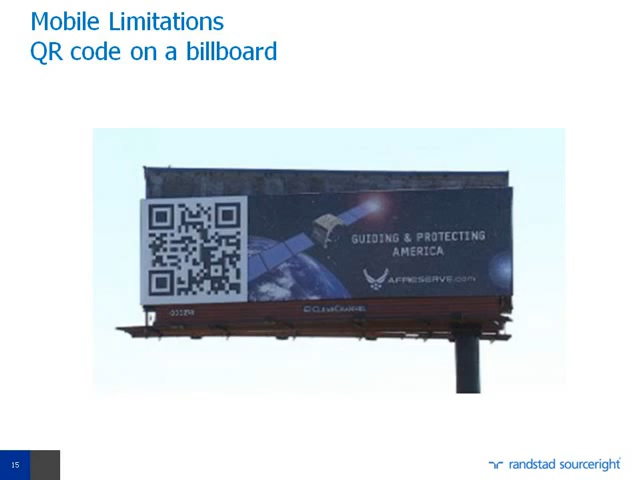 Mobile Limitations
QR code on a billboard
GUIDING & PROTECTING
AMERICA
AFRESERVE.com
CLEARCHANNEL
15
randstad sourceright